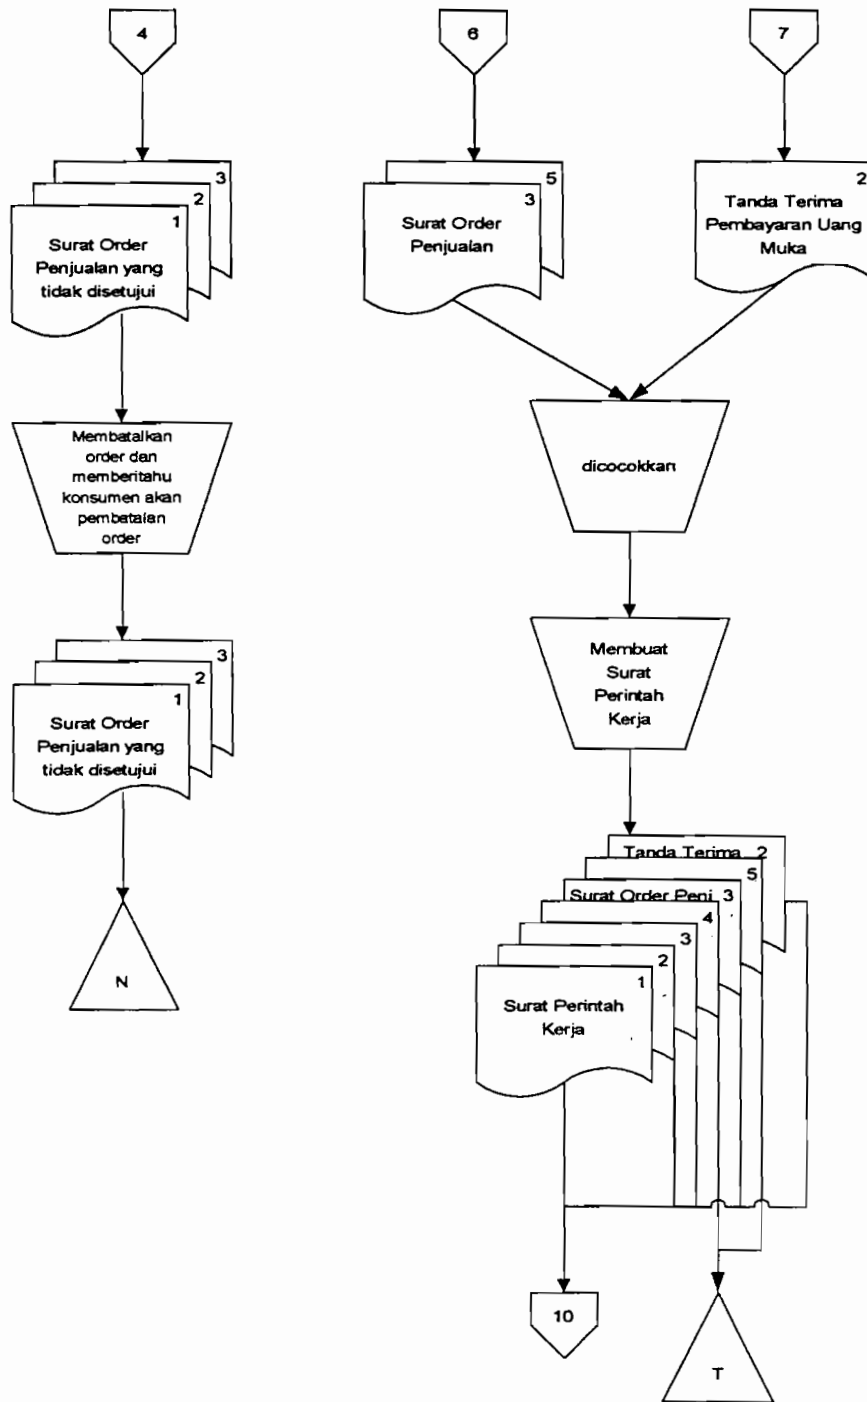 4
6
7
3
2
1
Surat Order
Penjualan yang
tidak disetujui
5
3
Surat Order
Penjualan
2
Tanda Terima
Pembayaran Uang
Muka
Membatalkan
order dan
memberitahu
konsumen akan
pembatalan
order
dicocokkan
3
2
1
Surat Order
Penjualan yang
tidak disetujui
Membuat
Surat
Perintah
Kerja
N
Tanda Terima 2
5
Surat Order Penj 3
4
3
2
1
Surat Perintah
Kerja
10
T